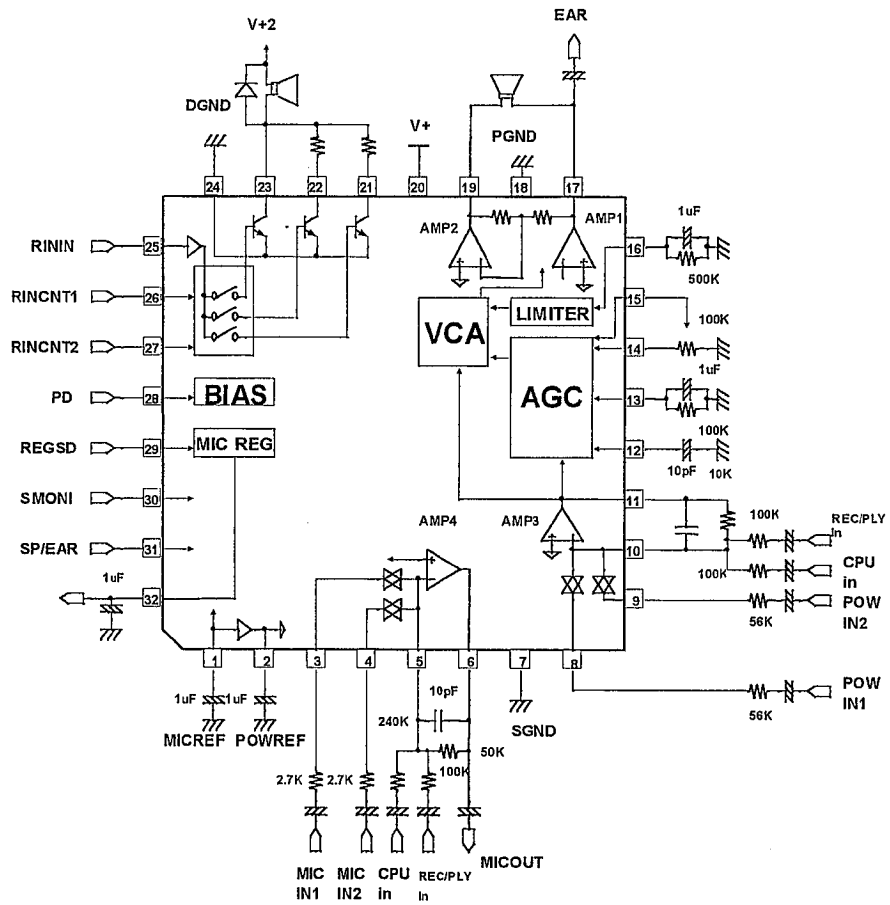 EAR
V+2
DGND
V+
PGND
24
23
22
21
20
19
18
17
AMP2
AMP1
RININ
25
16
1uF
500K
RINCNT1
26
15
LIMITER
100K
VCA
RINCNT2
27
14
1uF
PD
28
BIAS
AGC
13
100K
REGSD
29
MIC REG
12
10pF
10K
SMONI
30
11
AMP4
AMP3
100K
REC/PLY
In
SP/EAR
31
10
100K
CPU
in
1uF
32
9
56K
POW
IN2
1
2
3
4
5
6
7
8
1uF
1uF
10pF
SGND
56K
POW
IN1
MICREF
POWREF
240K
50K
100K
2.7K
2.7K
MICOUT
MIC
IN1
MIC
IN2
CPU
in
REC/PLY
In